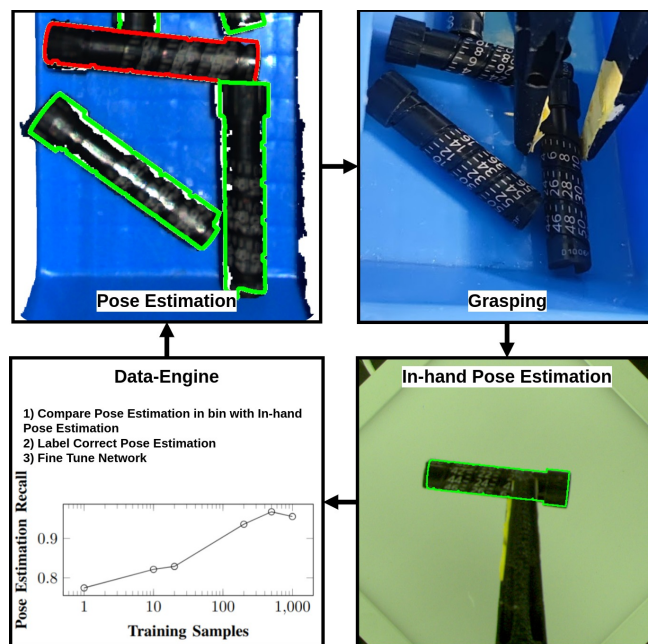 Pose Estimation
Grasping
Data-Engine
1) Compare Pose Estimation in bin with In-hand
Pose Estimation
2) Label Correct Pose Estimation
3) Fine Tune Network
Pose Estimation Recall
0.9
0.8
1
10
100
1,000
Training Samples
In-hand Pose Estimation